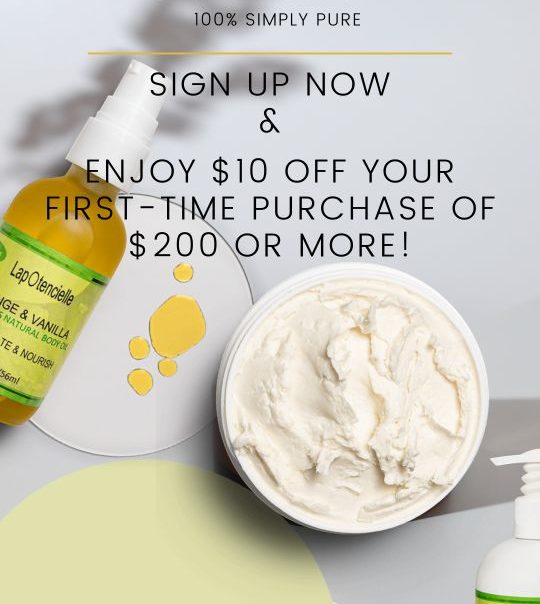 100% SIMPLY PURE
SIGN UP NOW
&
ENJOY $10 OFF YOUR
FIRST-TIME PURCHASE OF
$200 OR MORE!
LapOtencielle
GE & VANILLA
NATURAL BODY OIL
TE & NOURISH
56ml